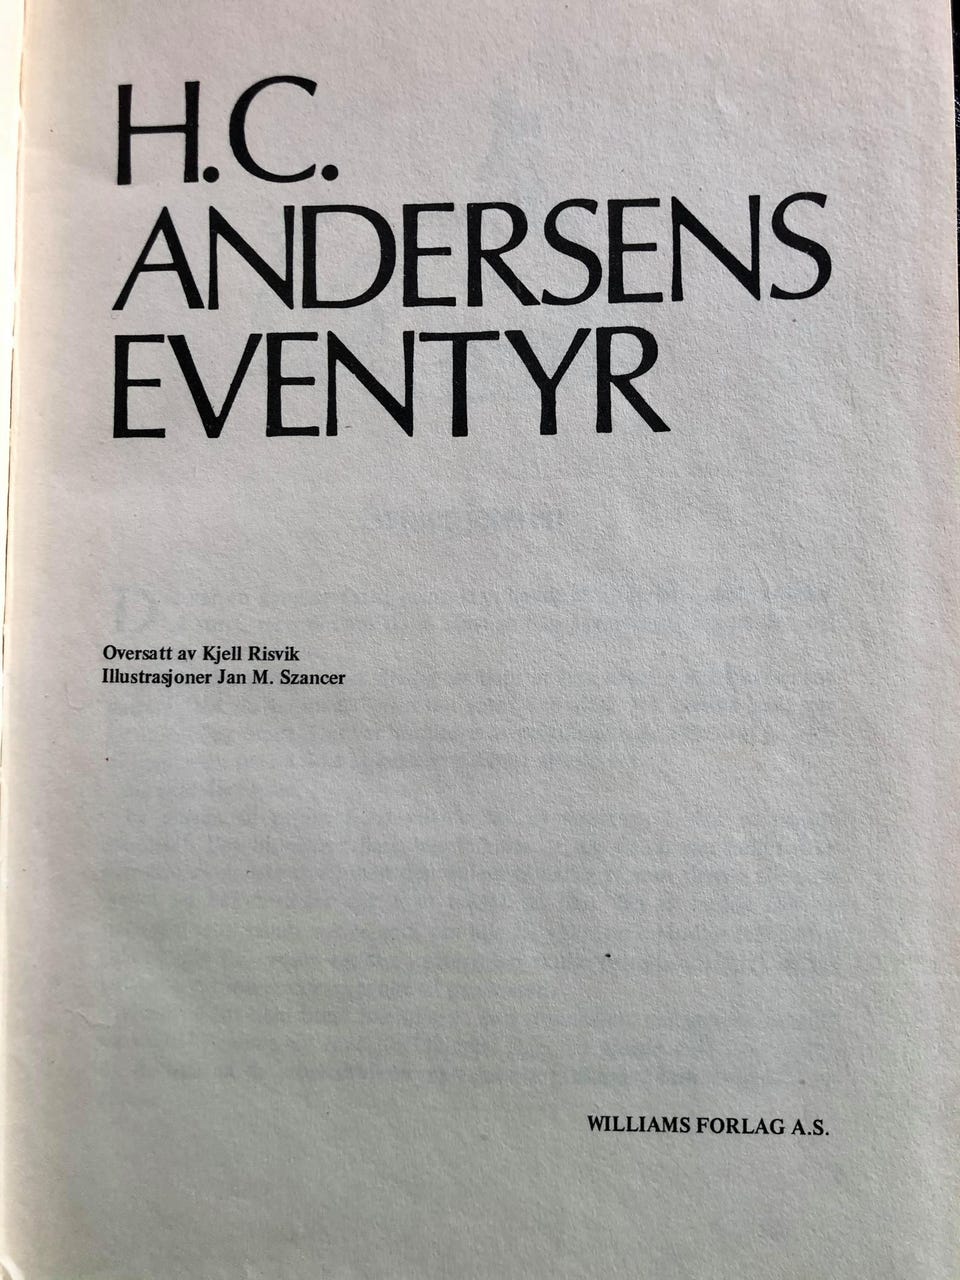 H.C.
ANDERSENS
EVENTYR
Oversatt av Kjell Risvik
Illustrasjoner Jan M. Szancer
WILLIAMS FORLAG A.S.